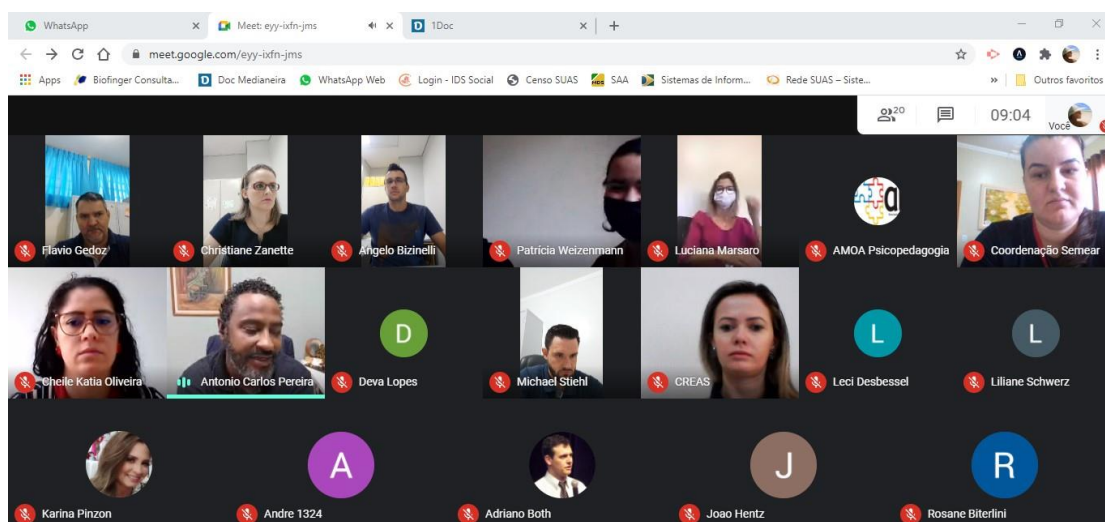 WhatsApp Meet: eyy-ixfn-jms 1Doc
meet.google.com/eyy-ixfn-jms
Apps Biofinger Consulta... Doc Medianeira WhatsApp Web Login - IDS Social Censo SUAS SAA Sistemas de Inform... Rede SUAS – Siste... » Outros favoritos
20 09:04 Você
Flavio Gedoz Christiane Zanette Angelo Bizinelli Patrícia Weizenmann Luciana Marsaro AMOA Psicopedagogia Coordenação Semear
Cheile Katia Oliveira Antonio Carlos Pereira Deva Lopes Michael Stiehl CREAS Leci Desbessel Liliane Schwerz
D L L
A J R
Karina Pinzon Andre 1324 Adriano Both Joao Hentz Rosane Biterlini